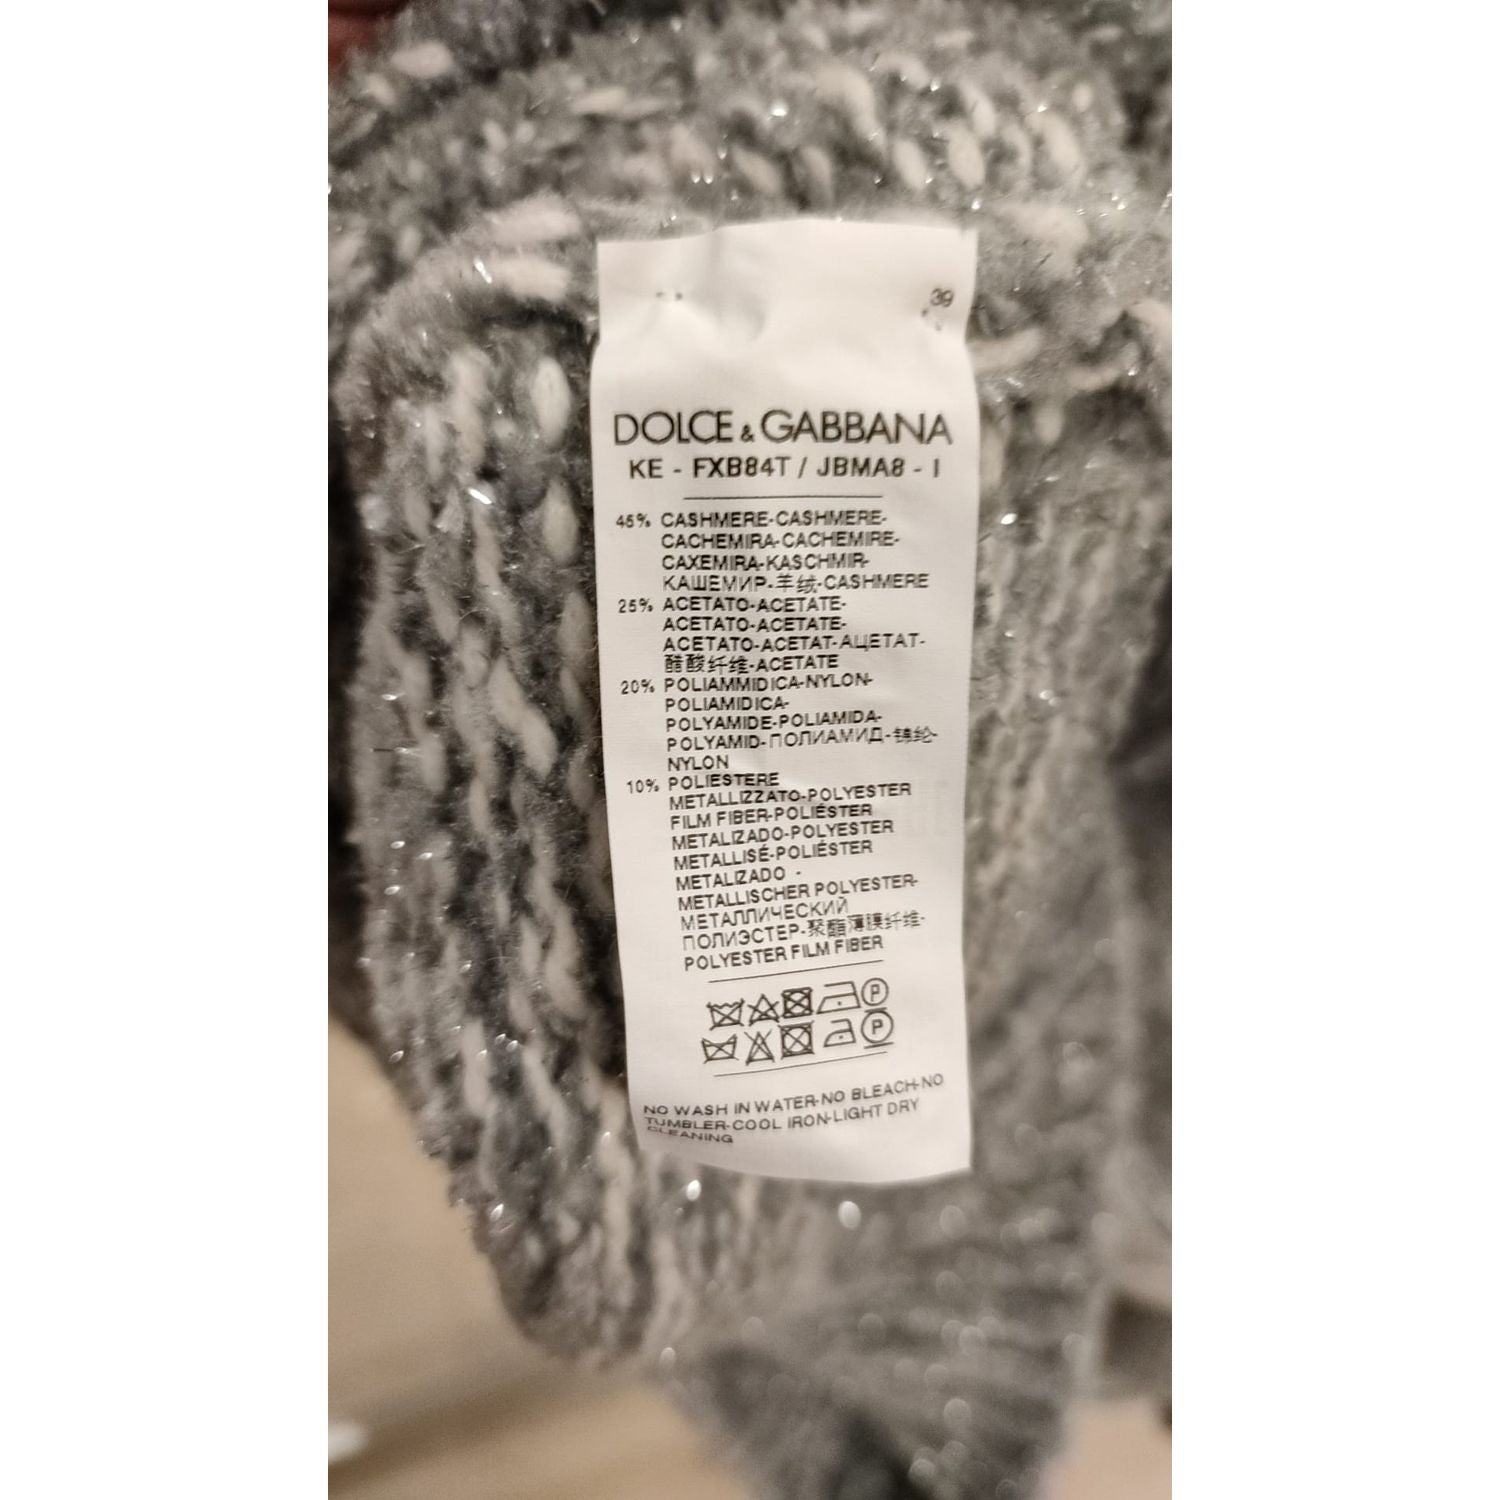 39
DOLCE & GABBANA
KE - FXB84T / JBMA8 - I
45% CASHMERE-CASHMERE-
CACHEMIRA-CACHEMIRE-
CAXEMIRA-KASCHMIR-
КАШЕМИР-羊绒-CASHMERE
25% ACETATO-ACETATE-
ACETATO-ACETATE-
ACETATO-ACETAT-АЦЕТАТ-
醋酸纤维-ACETATE
20% POLIAMMIDICA-NYLON-
POLIAMIDICA-
POLYAMIDE-POLIAMIDA-
POLYAMID-ПОЛИАМИД-锦纶-
NYLON
10% POLIESTERE
METALLIZZATO-POLYESTER
FILM FIBER-POLIÉSTER
METALIZADO-POLYESTER
METALLISÉ-POLIÉSTER
METALIZADO -
METALLISCHER POLYESTER-
МЕТАЛЛИЧЕСКИЙ
ПОЛИЭСТЕР-聚酯薄膜纤维-
POLYESTER FILM FIBER
P
P
NO WASH IN WATER-NO BLEACH-NO
TUMBLER-COOL IRON-LIGHT DRY
CLEANING